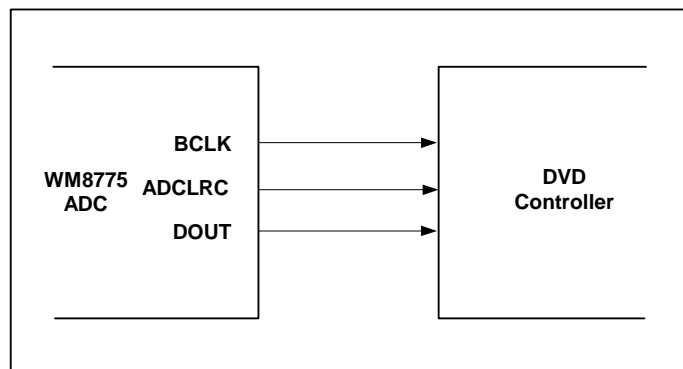 BCLK
WM8775
ADC
ADCLRC
DOUT
DVD
Controller